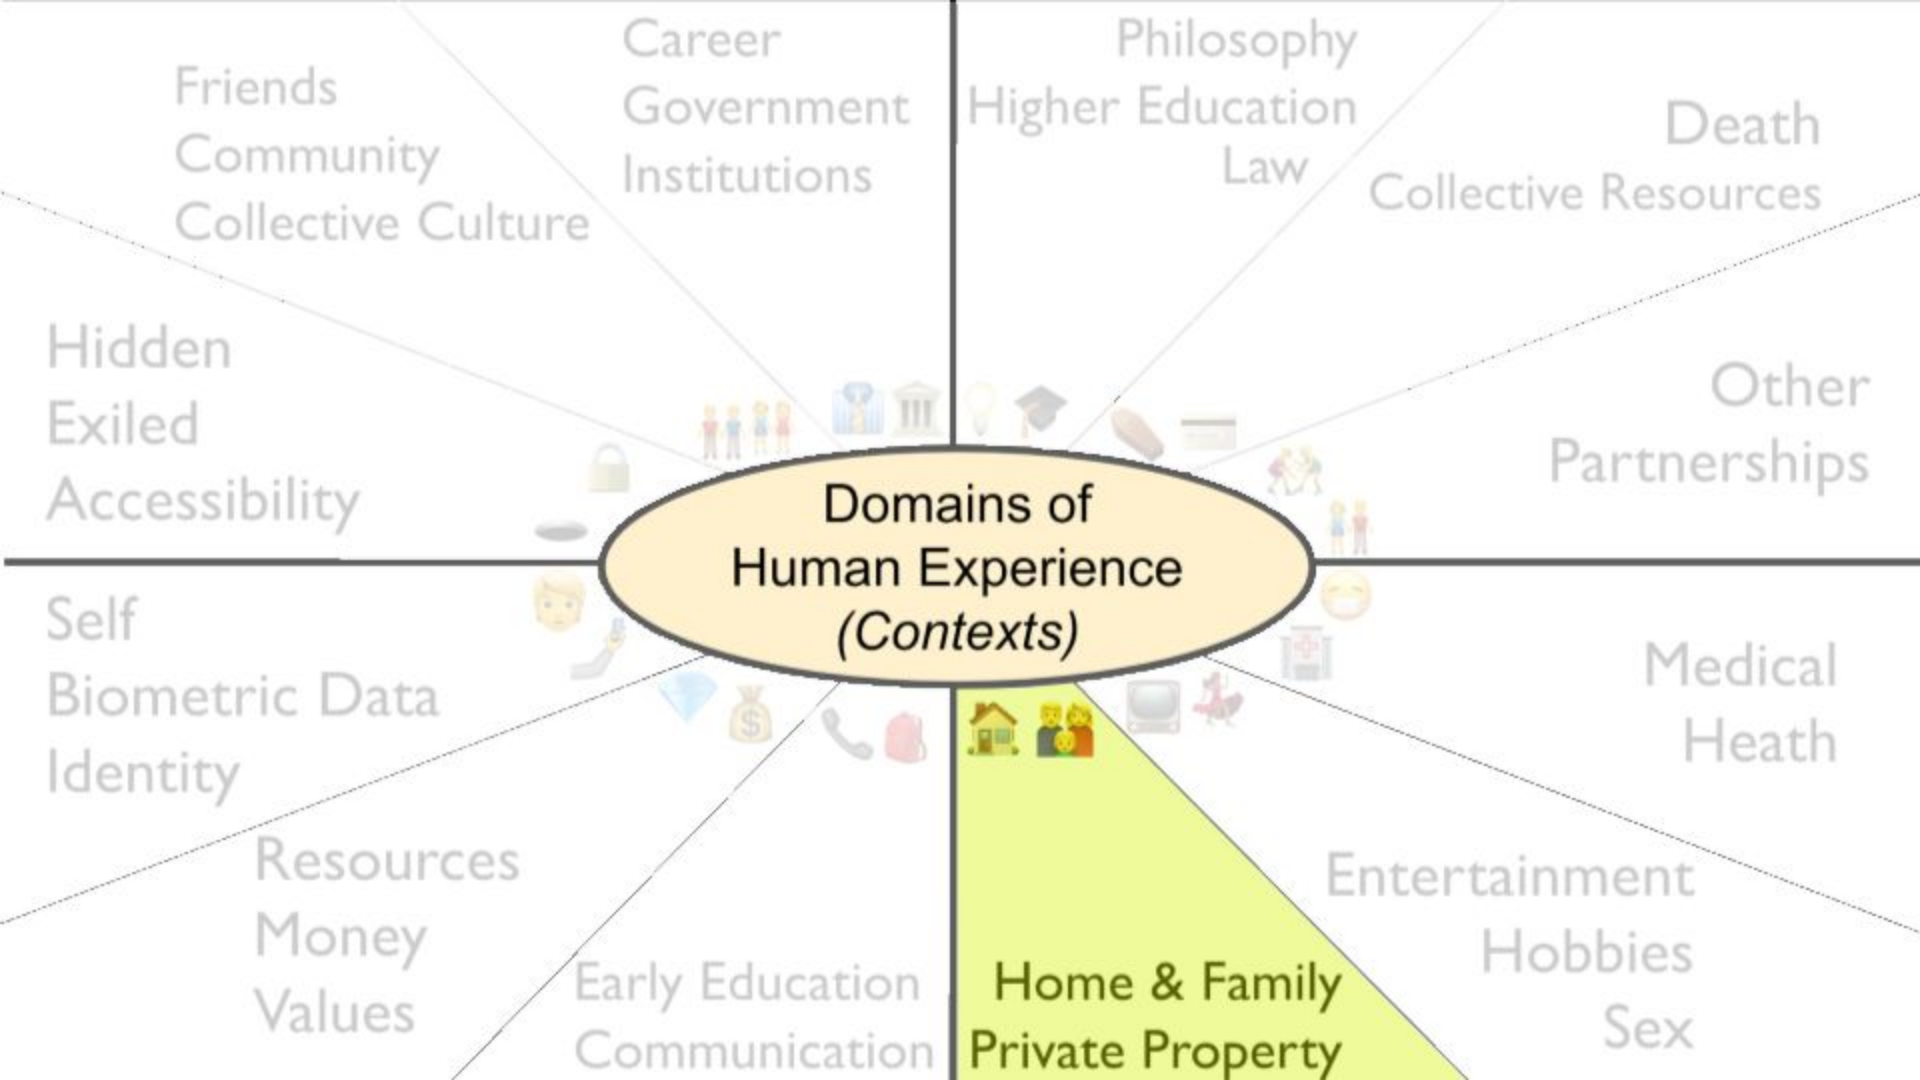 Friends
Community
Collective Culture
Career
Government
Institutions
Philosophy
Higher Education
Law
Death
Collective Resources
Hidden
Exiled
Accessibility
Other
Partnerships
Domains of
Human Experience
(Contexts)
Self
Biometric Data
Identity
Medical
Heath
Resources
Money
Values
Early Education
Communication
Home & Family
Private Property
Entertainment
Hobbies
Sex